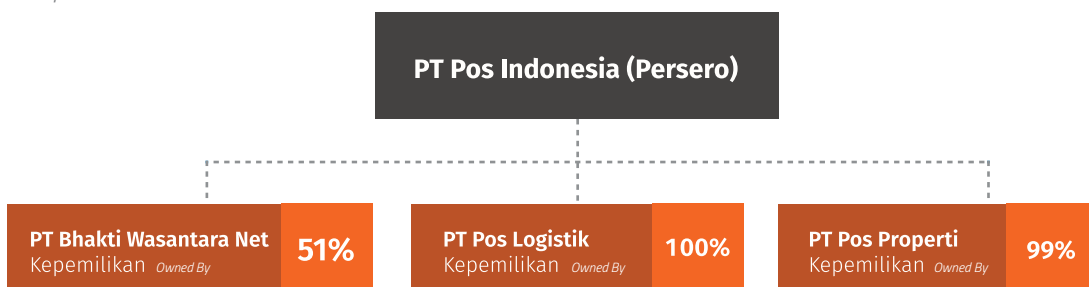 PT Pos Indonesia (Persero)
PT Bhakti Wasantara Net
Kepemilikan Owned By
51%
PT Pos Logistik
Kepemilikan Owned By
100%
PT Pos Properti
Kepemilikan Owned By
99%